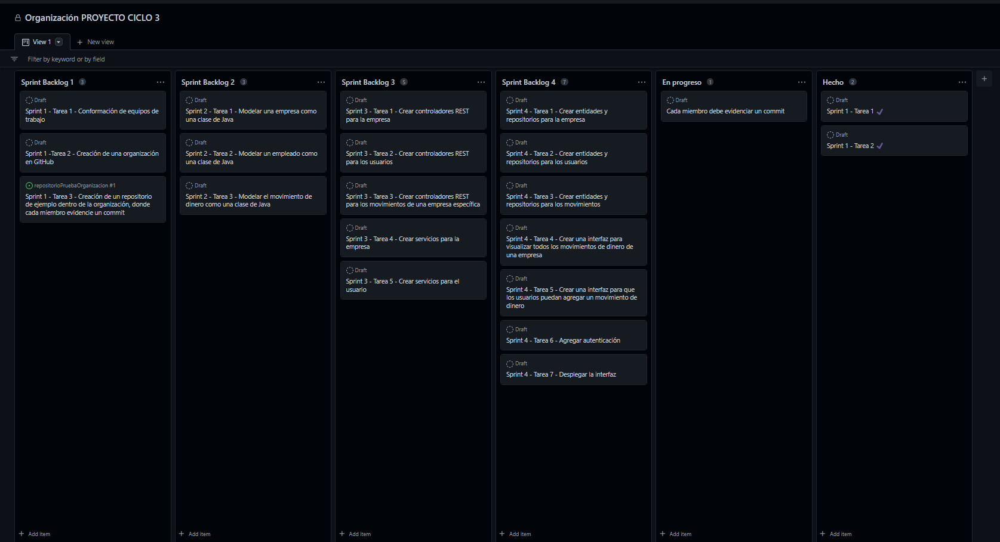 Organización PROYECTO CICLO 3
View 1
New view
Filter by keyword or by field
Sprint Backlog 1 3
Draft
Sprint 1 - Tarea 1 - Conformación de equipos de
trabajo
Draft
Sprint 1 -Tarea 2 - Creación de una organización
en GitHub
repositorioPruebaOrganizacion #1
Sprint 1 - Tarea 3 - Creación de un repositorio
de ejemplo dentro de la organización, donde
cada miembro evidencie un commit
Add item
Sprint Backlog 2 3
Draft
Sprint 2 - Tarea 1 - Modelar una empresa como
una clase de Java
Draft
Sprint 2 - Tarea 2 - Modelar un empleado como
una clase de Java
Draft
Sprint 2 - Tarea 3 - Modelar el movimiento de
dinero como una clase de Java
Add item
Sprint Backlog 3 5
Draft
Sprint 3 - Tarea 1 - Crear controladores REST
para la empresa
Draft
Sprint 3 - Tarea 2 - Crear controladores REST
para los usuarios
Draft
Sprint 3 - Tarea 3 - Crear controladores REST
para los movimientos de una empresa específica
Draft
Sprint 3 - Tarea 4 - Crear servicios para la
empresa
Draft
Sprint 3 - Tarea 5 - Crear servicios para el
usuario
Add item
Sprint Backlog 4 7
Draft
Sprint 4 - Tarea 1 - Crear entidades y
repositorios para la empresa
Draft
Sprint 4 - Tarea 2 - Crear entidades y
repositorios para los usuarios
Draft
Sprint 4 - Tarea 3 - Crear entidades y
repositorios para los movimientos
Draft
Sprint 4 - Tarea 4 - Crear una interfaz para
visualizar todos los movimientos de dinero de
una empresa
Draft
Sprint 4 - Tarea 5 - Crear una interfaz para que
los usuarios puedan agregar un movimiento de
dinero
Draft
Sprint 4 - Tarea 6 - Agregar autenticación
Draft
Sprint 4 - Tarea 7 - Desplegar la interfaz
Add item
En progreso 1
Draft
Cada miembro debe evidenciar un commit
Add item
Hecho 2
Draft
Sprint 1 - Tarea 1 ✔
Draft
Sprint 1 - Tarea 2 ✔
Add item